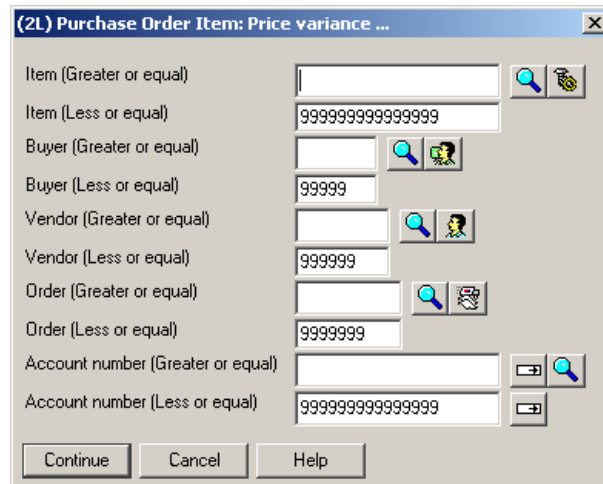 (2L) Purchase Order Item: Price variance ...
Item (Greater or equal)
Item (Less or equal) 999999999999999
Buyer (Greater or equal)
Buyer (Less or equal) 99999
Vendor (Greater or equal)
Vendor (Less or equal) 999999
Order (Greater or equal)
Order (Less or equal) 9999999
Account number (Greater or equal)
Account number (Less or equal) 999999999999999
Continue Cancel Help